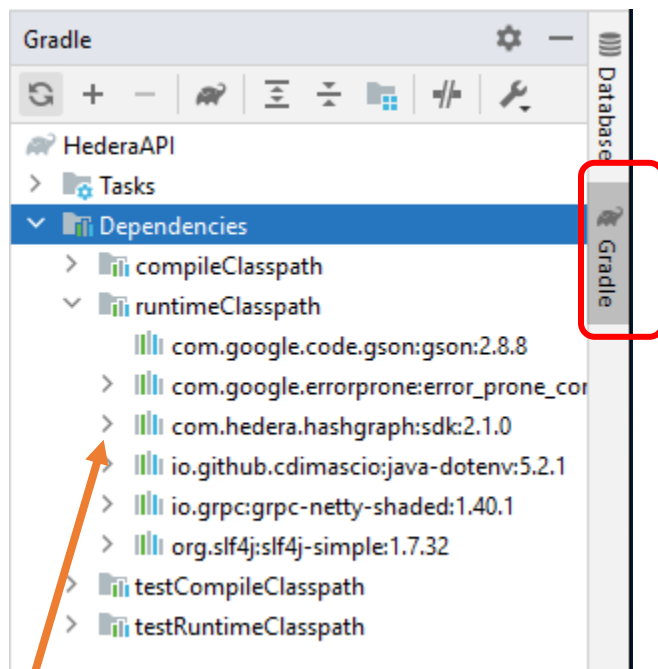 Gradle
HederaAPI
Tasks
Dependencies
compileClasspath
runtimeClasspath
com.google.code.gson:gson:2.8.8
com.google.errorprone:error_prone_cor
com.hedera.hashgraph:sdk:2.1.0
io.github.cdimascio:java-dotenv:5.2.1
io.grpc:grpc-netty-shaded:1.40.1
org.slf4j:slf4j-simple:1.7.32
testCompileClasspath
testRuntimeClasspath
Database
Gradle